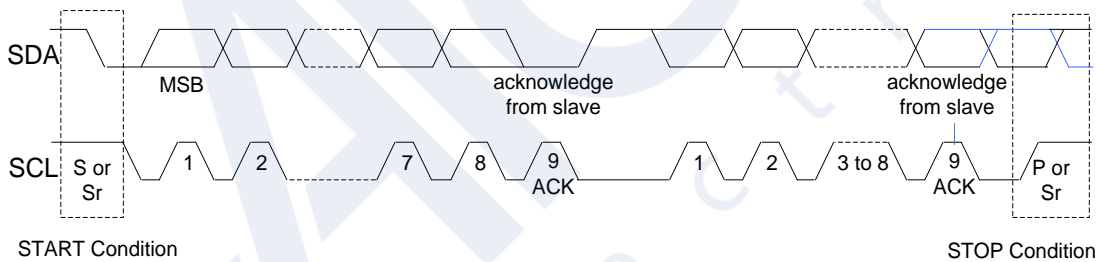 SDA
MSB
acknowledge
from slave
acknowledge
from slave
SCL
S or
Sr
1
2
7
8
9
ACK
1
2
3 to 8
9
ACK
P or
Sr
START Condition
STOP Condition